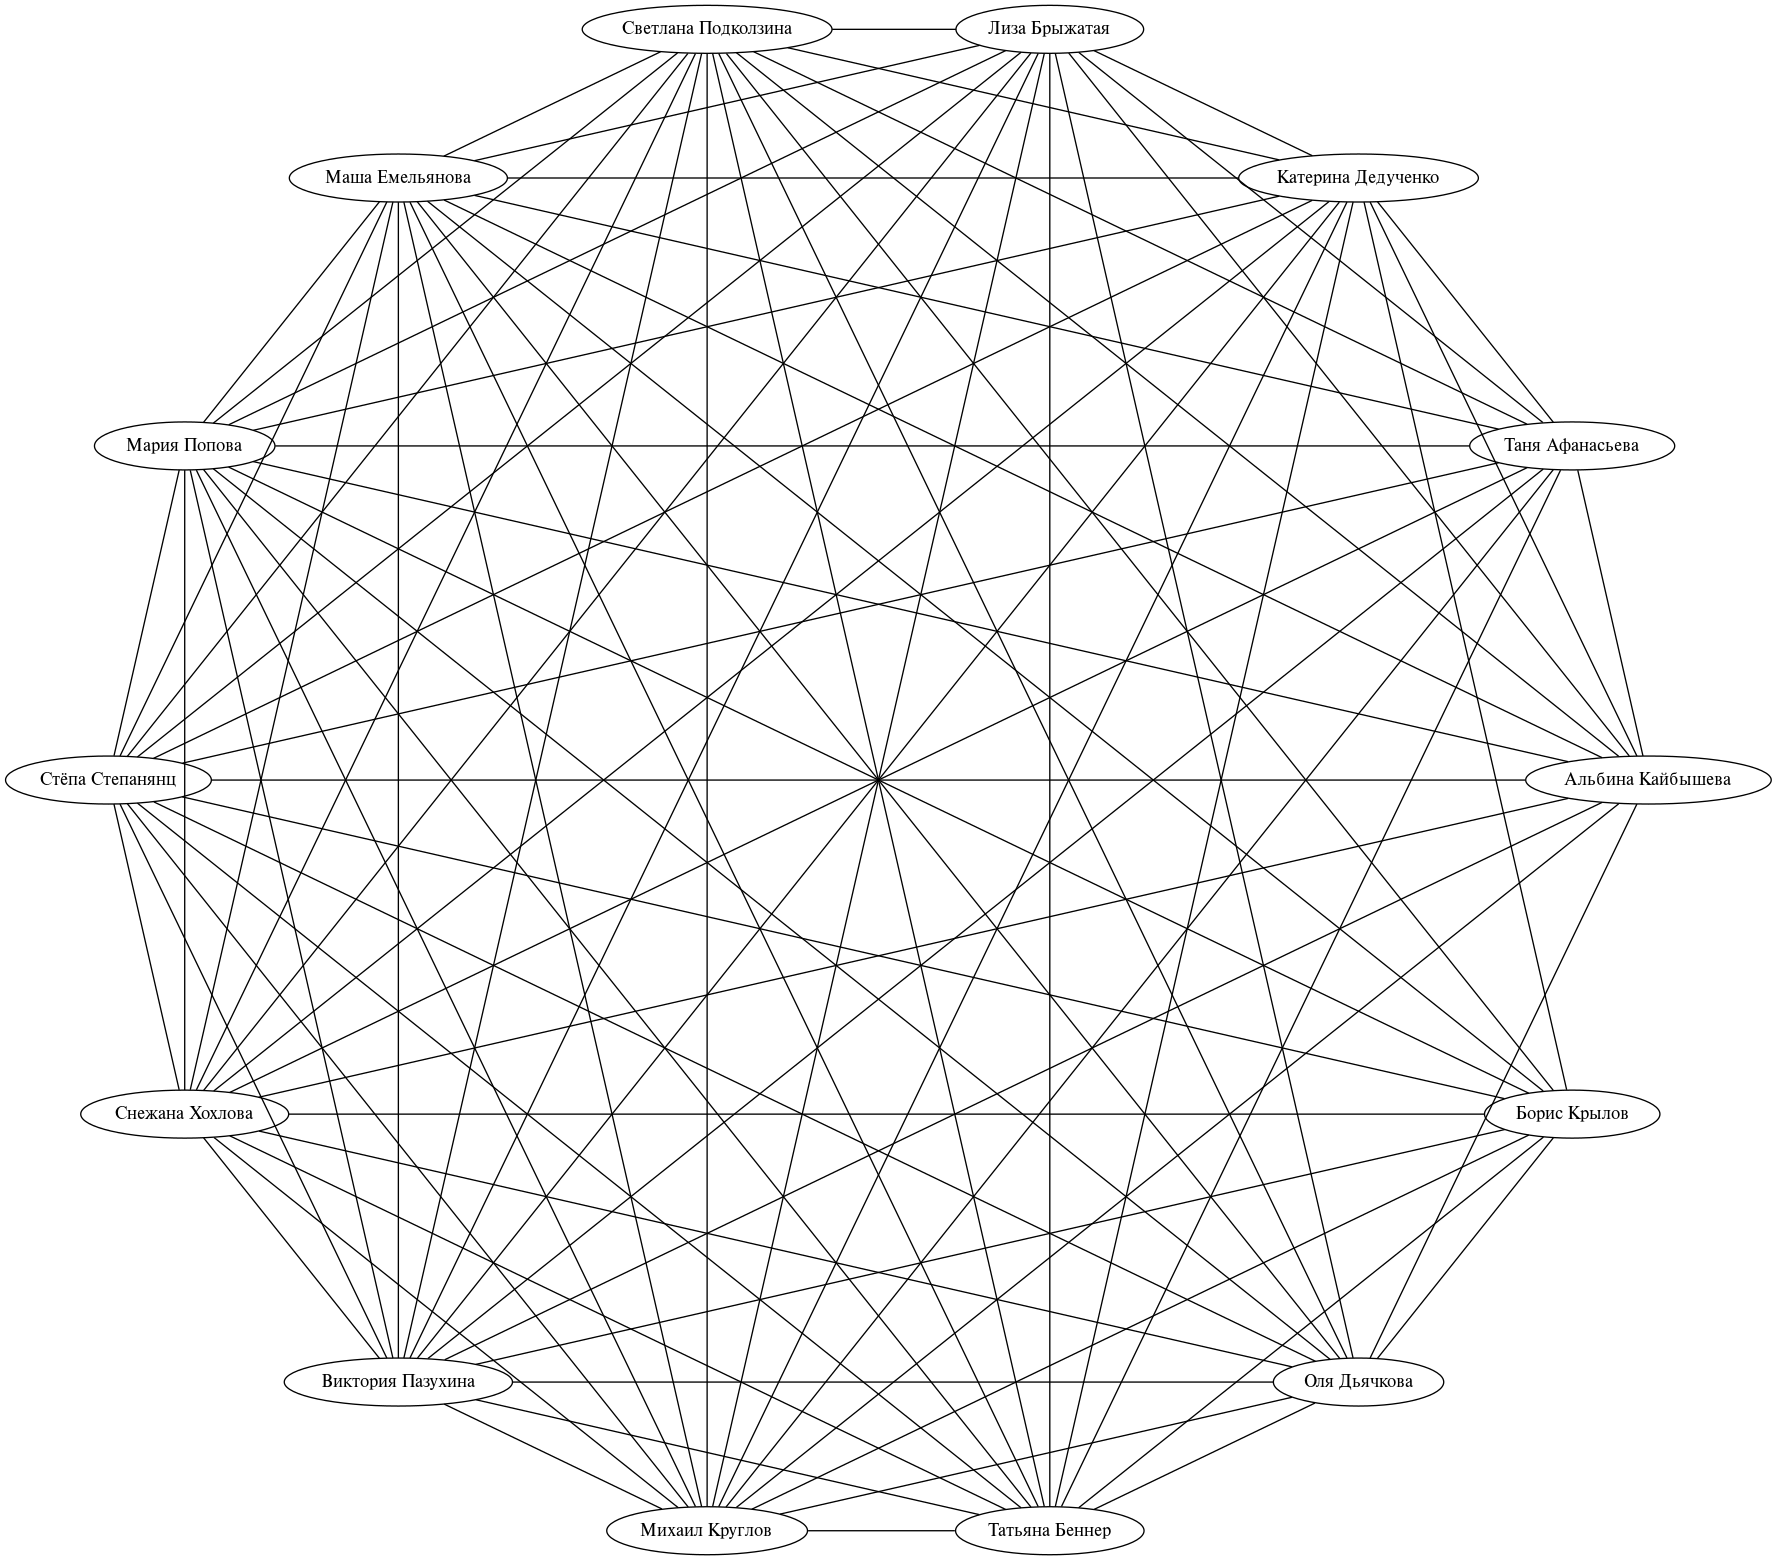 Светлана Подколзина
Лиза Брыжатая
Маша Емельянова
Катерина Дедученко
Мария Попова
Таня Афанасьева
Стёпа Степанянц
Альбина Кайбышева
Снежана Хохлова
Борис Крылов
Виктория Пазухина
Оля Дьячкова
Михаил Круглов
Татьяна Беннер